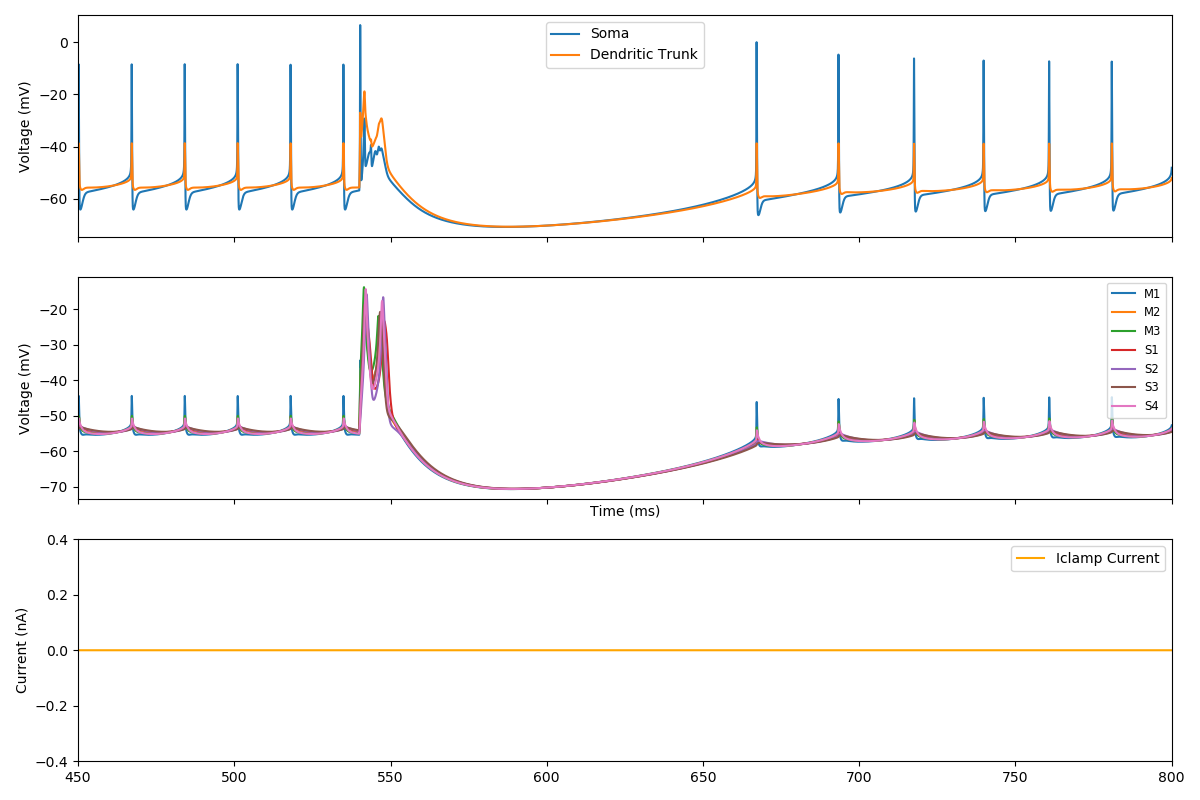 Voltage (mV)
0
−20
−40
−60
Soma
Dendritic Trunk
Voltage (mV)
−20
−30
−40
−50
−60
−70
M1
M2
M3
S1
S2
S3
S4
Time (ms)
Current (nA)
0.4
0.2
0.0
−0.2
−0.4
Iclamp Current
450
500
550
600
650
700
750
800